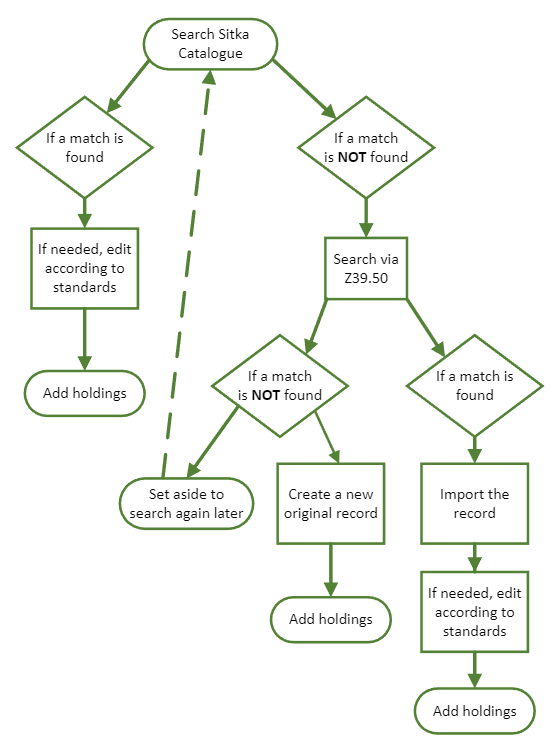 Search Sitka
Catalogue
If a match is
found
If a match
is NOT found
If needed, edit
according to
standards
Search via
Z39.50
Add holdings
If a match
is NOT found
If a match is
found
Set aside to
search again later
Create a new
original record
Import the
record
Add holdings
If needed, edit
according to
standards
Add holdings